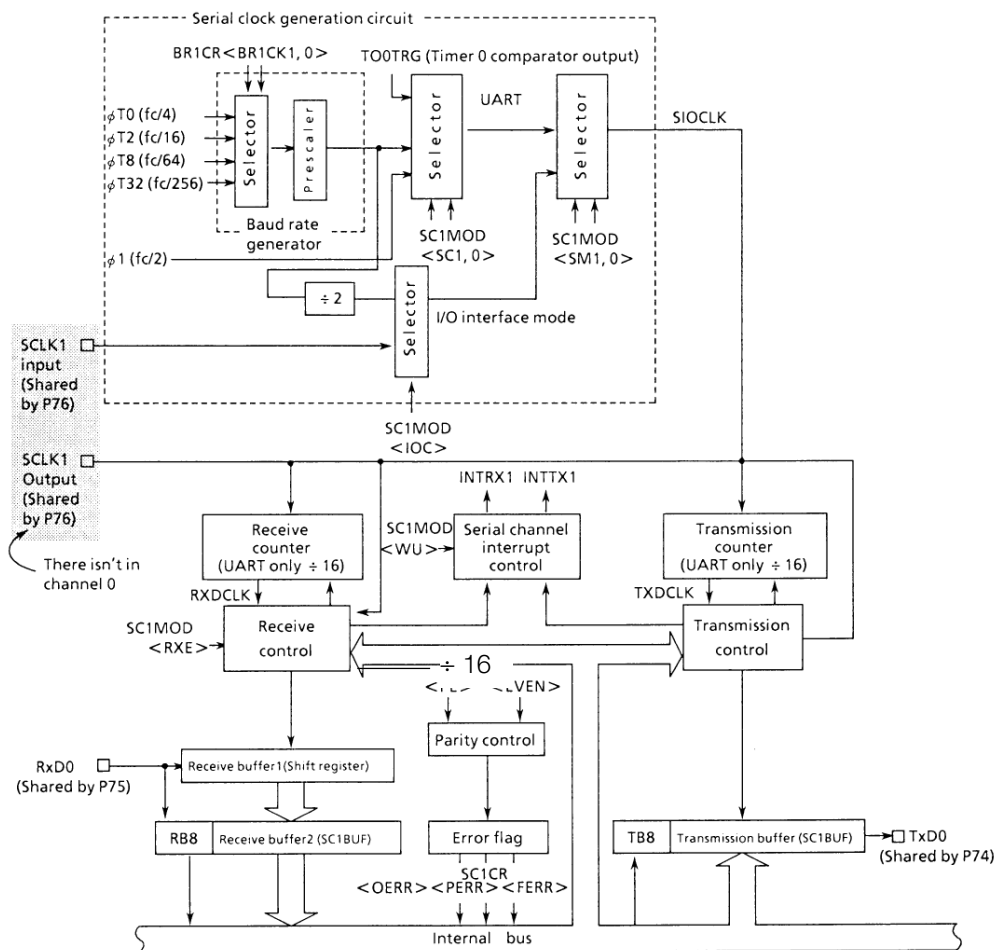 Serial clock generation circuit
BR1CR<BR1CK1, 0>
TO0TRG (Timer 0 comparator output)
φT0 (fc/4)
φT2 (fc/16)
φT8 (fc/64)
φT32 (fc/256)
Selector
Prescaler
Baud rate
generator
Selector
UART
Selector
SIOCLK
SC1MOD
<SC1, 0>
SC1MOD
<SM1, 0>
φ1 (fc/2)
÷ 2
Selector
I/O interface mode
SCLK1
input
(Shared
by P76)
SC1MOD
<IOC>
SCLK1
Output
(Shared
by P76)
There isn't in
channel 0
INTRX1 INTTX1
Receive
counter
(UART only ÷ 16)
SC1MOD
<WU>
Serial channel
interrupt
control
Transmission
counter
(UART only ÷ 16)
RXDCLK
TXDCLK
SC1MOD
<RXE>
Receive
control
Transmission
control
÷ 16
Parity control
RxD0
(Shared by P75)
Receive buffer1(Shift register)
RB8
Receive buffer2 (SC1BUF)
Error flag
TB8
Transmission buffer (SC1BUF)
TxD0
(Shared by P74)
SC1CR
<OERR> <PERR> <FERR>
Internal bus